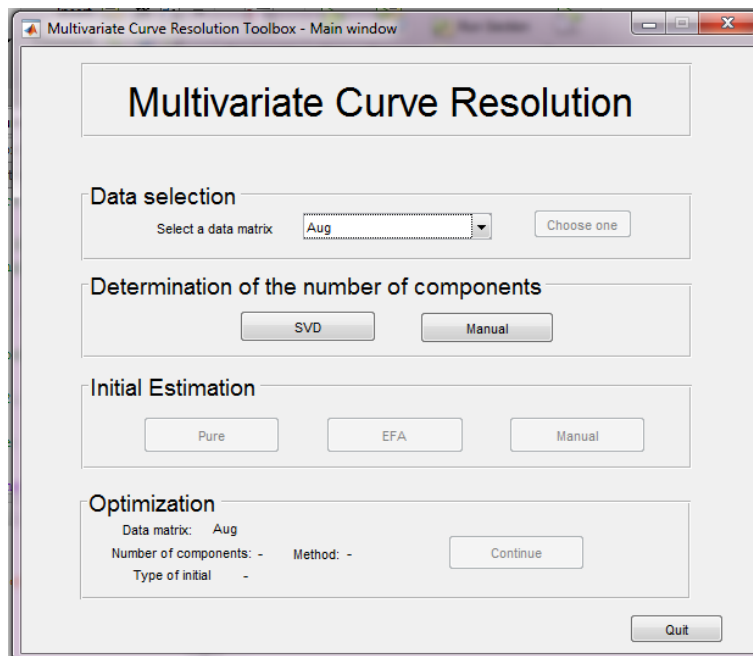 Multivariate Curve Resolution Toolbox - Main window
Multivariate Curve Resolution
Data selection
Select a data matrix Aug Choose one
Determination of the number of components
SVD Manual
Initial Estimation
Pure EFA Manual
Optimization
Data matrix: Aug
Number of components: - Method: - Continue
Type of initial -
Quit